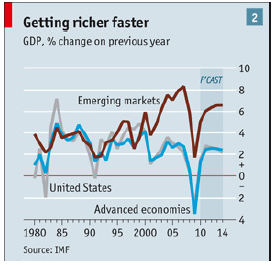 Getting richer faster
2
GDP, % change on previous year
F'CAST
Emerging markets
United States
Advanced economies
10
8
6
4
2
+
0
–
2
4
1980 85 90 95 2000 05 10 14
Source: IMF